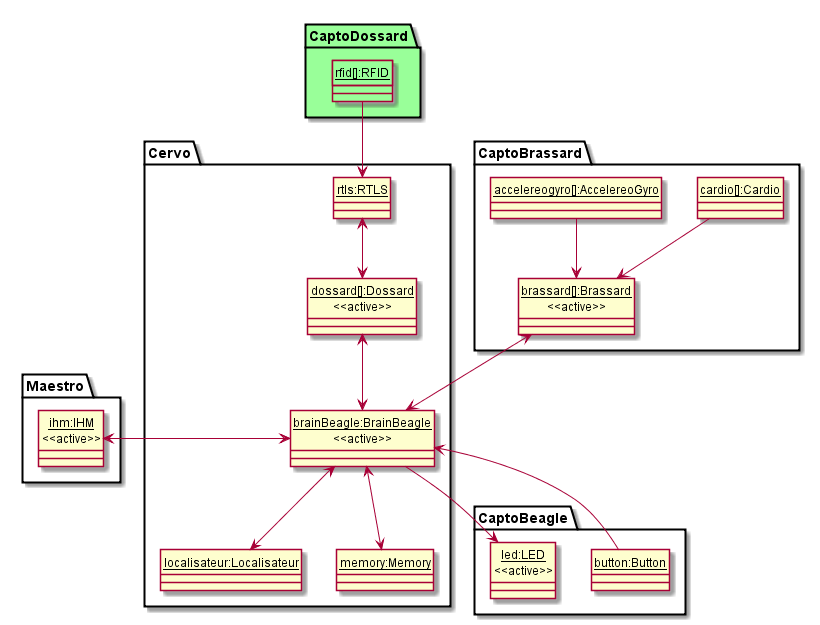 CaptoDossard
rfid[]:RFID
Cervo
rtls:RTLS
dossard[]:Dossard
<<active>>
brainBeagle:BrainBeagle
<<active>>
localisateur:Localisateur
memory:Memory
CaptoBrassard
accelereogyro[]:AccelereoGyro
cardio[]:Cardio
brassard[]:Brassard
<<active>>
Maestro
ihm:IHM
<<active>>
CaptoBeagle
led:LED
<<active>>
button:Button